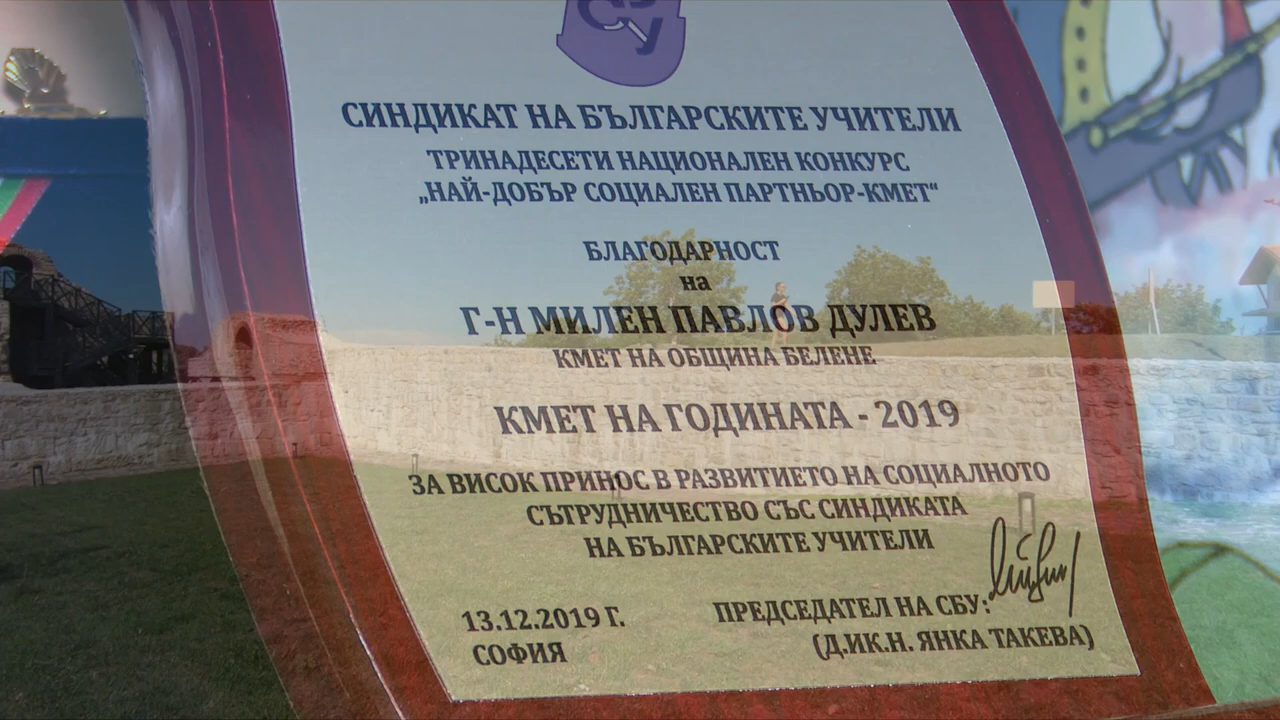 СБУ
СИНДИКАТ НА БЪЛГАРСКИТЕ УЧИТЕЛИ
ТРИНАДЕСЕТИ НАЦИОНАЛЕН КОНКУРС
„НАЙ-ДОБЪР СОЦИАЛЕН ПАРТНЬОР-КМЕТ“
БЛАГОДАРНОСТ
на
Г-Н МИЛЕН ПАВЛОВ ДУЛЕВ
КМЕТ НА ОБЩИНА БЕЛЕНЕ
КМЕТ НА ГОДИНАТА - 2019
ЗА ВИСОК ПРИНОС В РАЗВИТИЕТО НА СОЦИАЛНОТО
СЪТРУДНИЧЕСТВО СЪС СИНДИКАТА
НА БЪЛГАРСКИТЕ УЧИТЕЛИ
13.12.2019 Г.
СОФИЯ
ПРЕДСЕДАТЕЛ НА СБУ:
(Д.ИК.Н. ЯНКА ТАКЕВА)